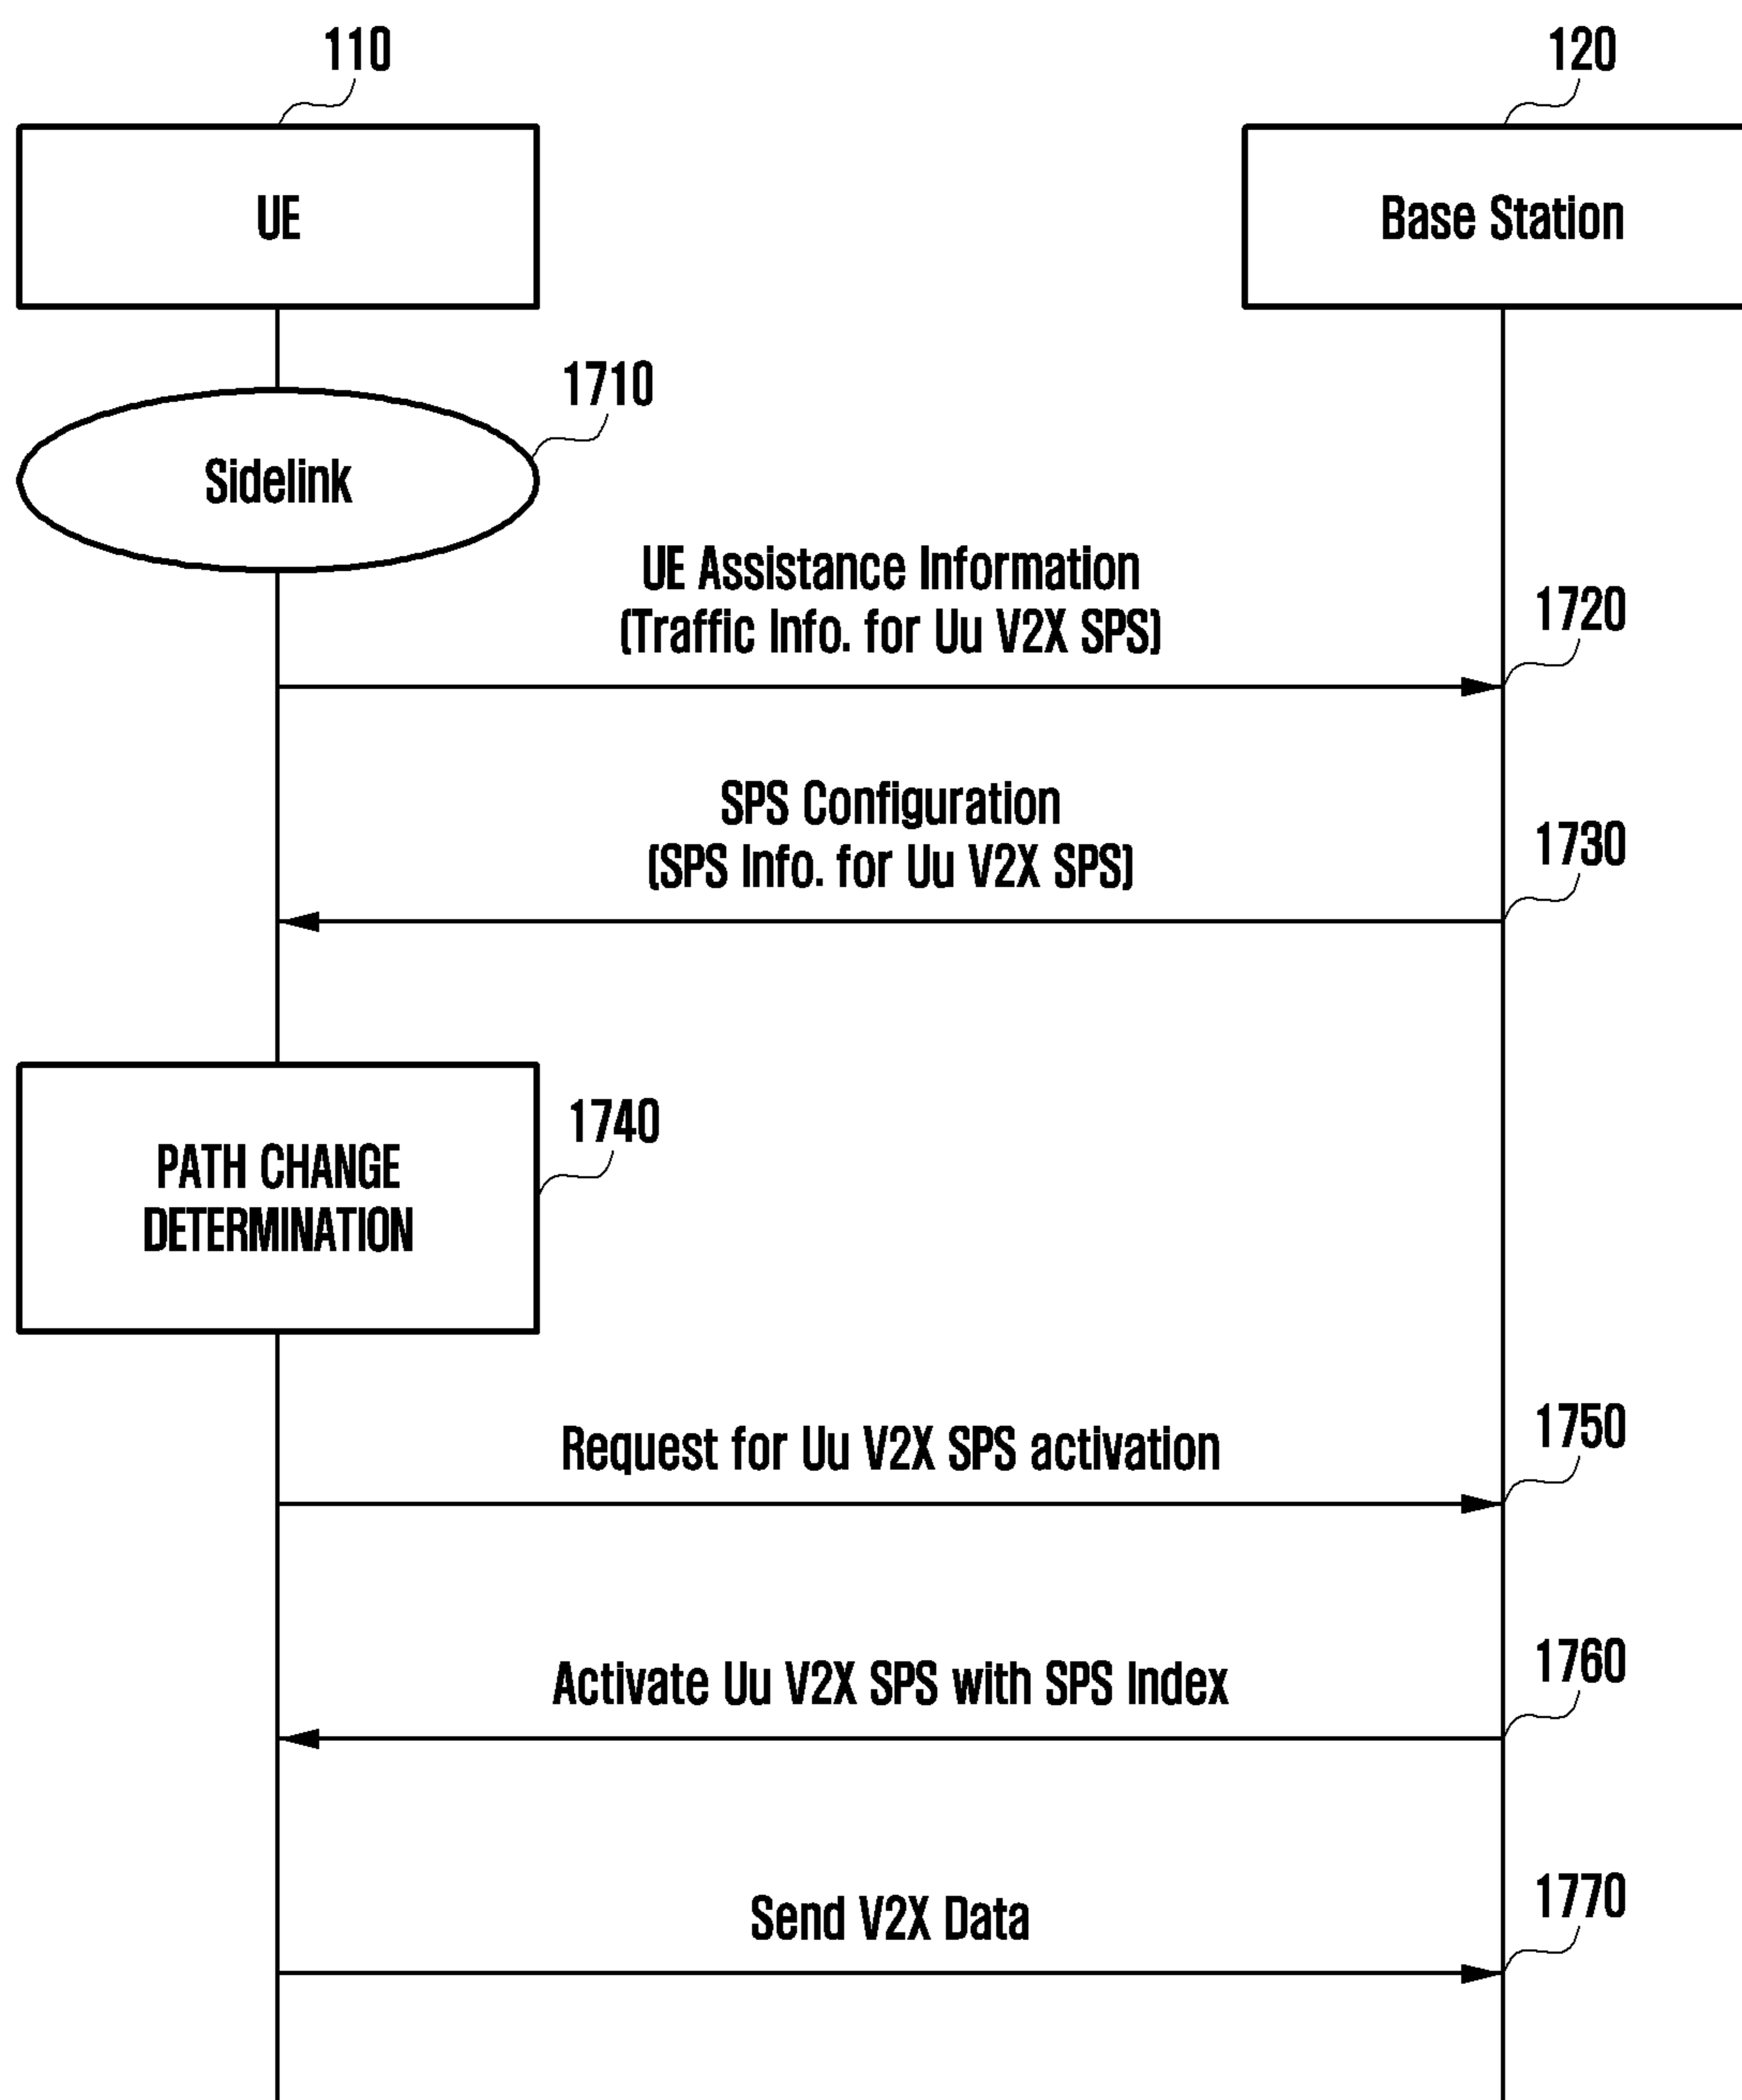 110
120
UE
Base Station
1710
Sidelink
UE Assistance Information
(Traffic Info. for Uu V2X SPS)
1720
SPS Configuration
(SPS Info. for Uu V2X SPS)
1730
PATH CHANGE
DETERMINATION
1740
Request for Uu V2X SPS activation
1750
Activate Uu V2X SPS with SPS Index
1760
Send V2X Data
1770